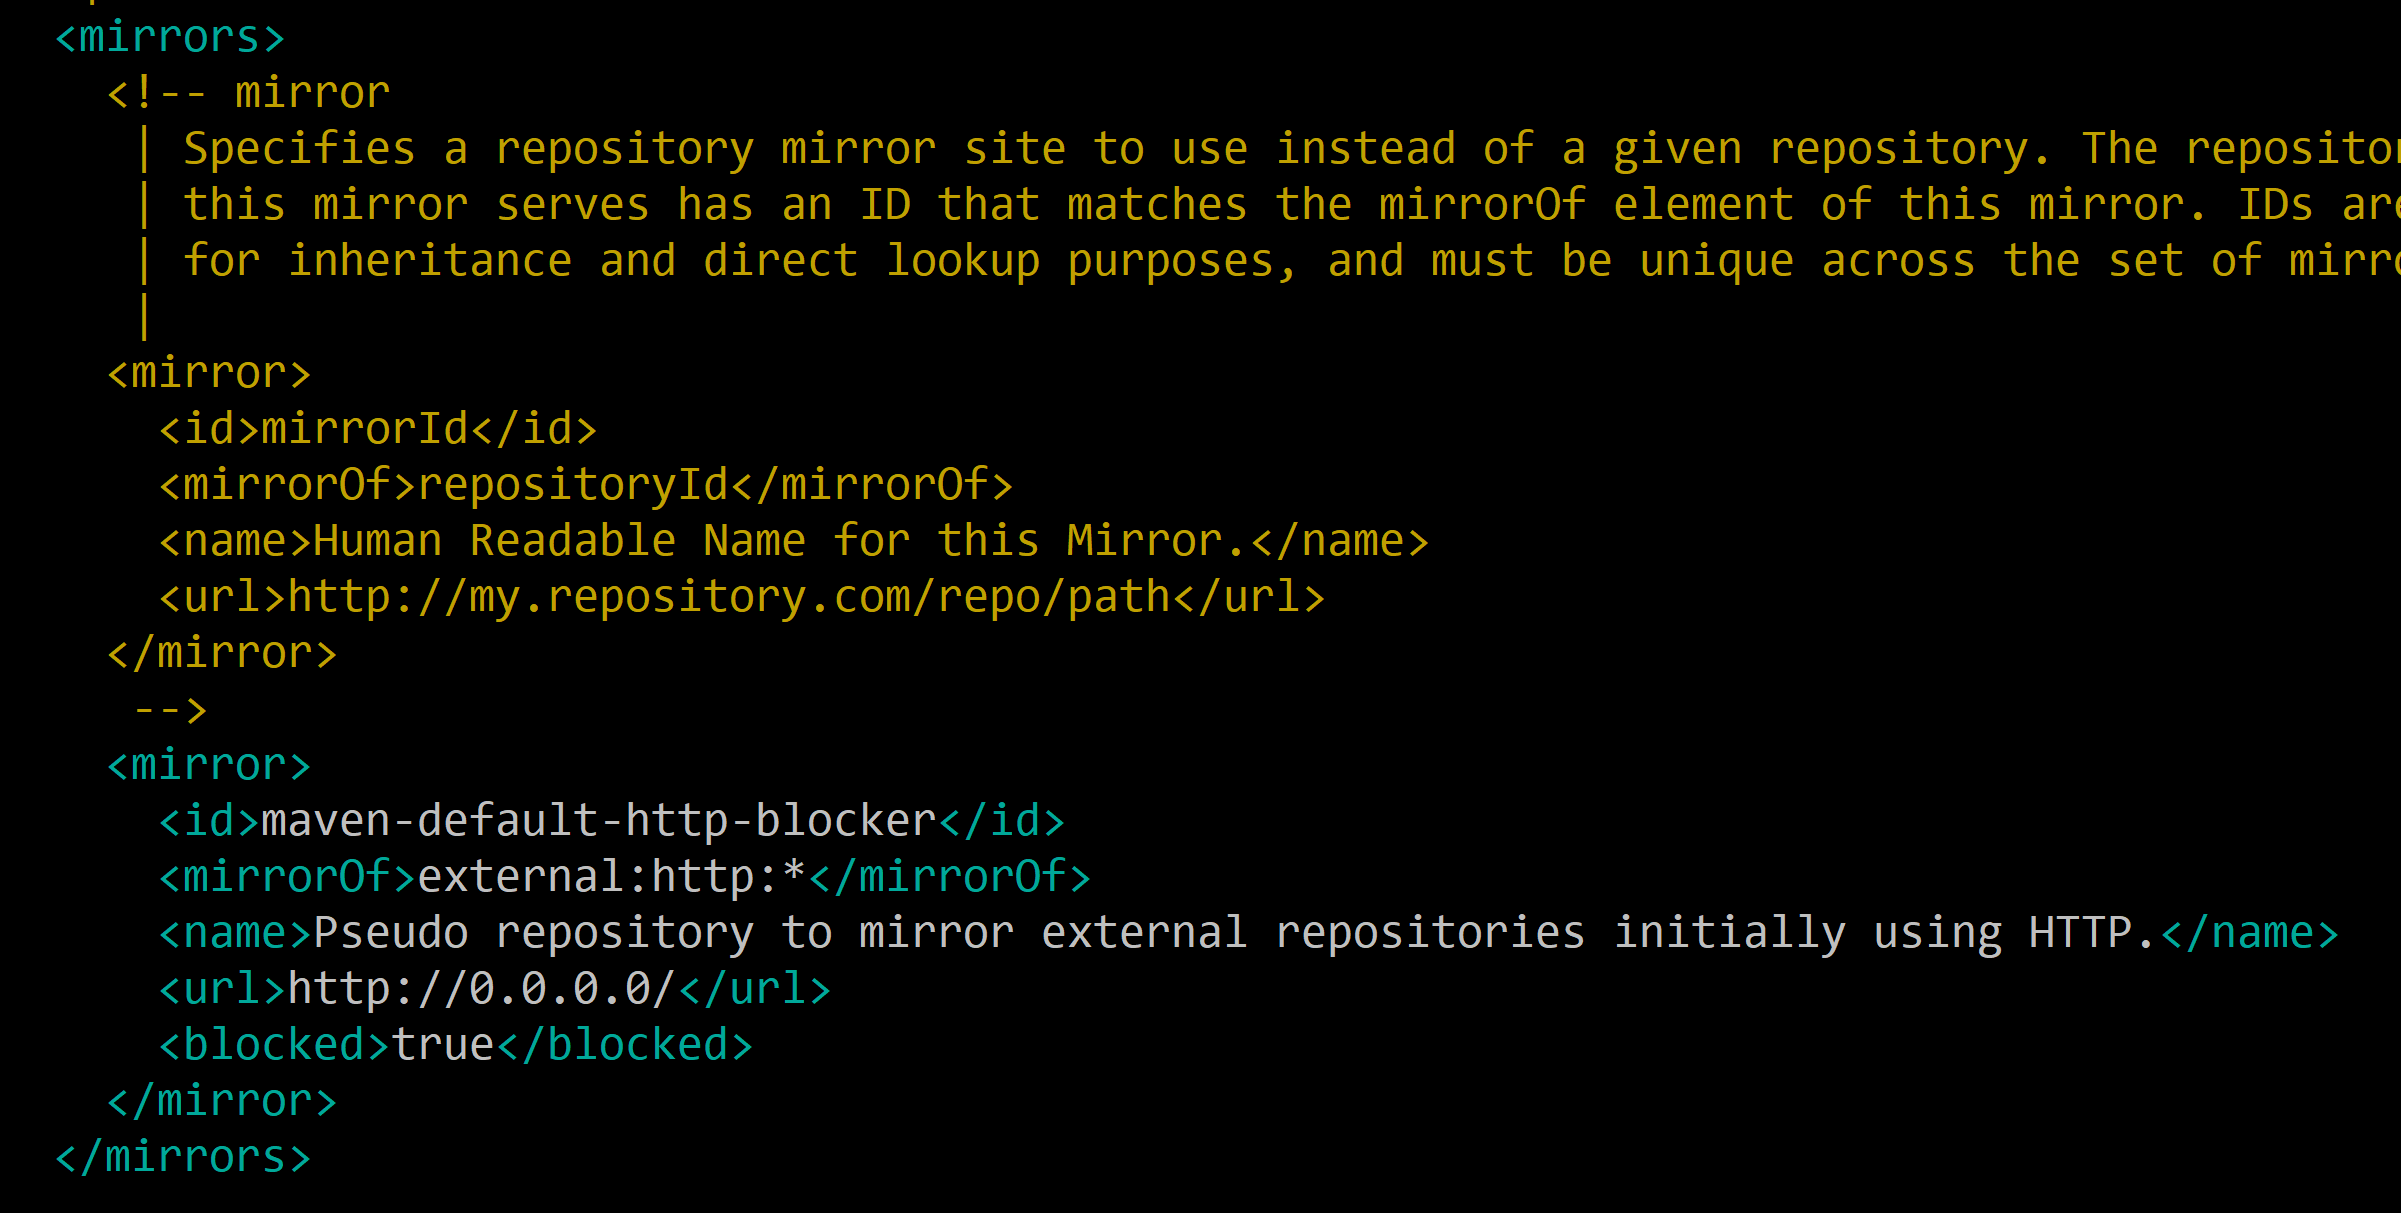 <mirrors>
<!-- mirror
| Specifies a repository mirror site to use instead of a given repository. The
| this mirror serves has an ID that matches the mirrorOf element of this mirror. IDs
| for inheritance and direct lookup purposes, and must be unique across the set of
|
<mirror>
<id>mirrorId</id>
<mirrorOf>repositoryId</mirrorOf>
<name>Human Readable Name for this Mirror.</name>
<url>http://my.repository.com/repo/path</url>
</mirror>
-->
<mirror>
<id>maven-default-http-blocker</id>
<mirrorOf>external:http:*</mirrorOf>
<name>Pseudo repository to mirror external repositories initially using HTTP.</name>
<url>http://0.0.0.0/</url>
<blocked>true</blocked>
</mirror>
</mirrors>